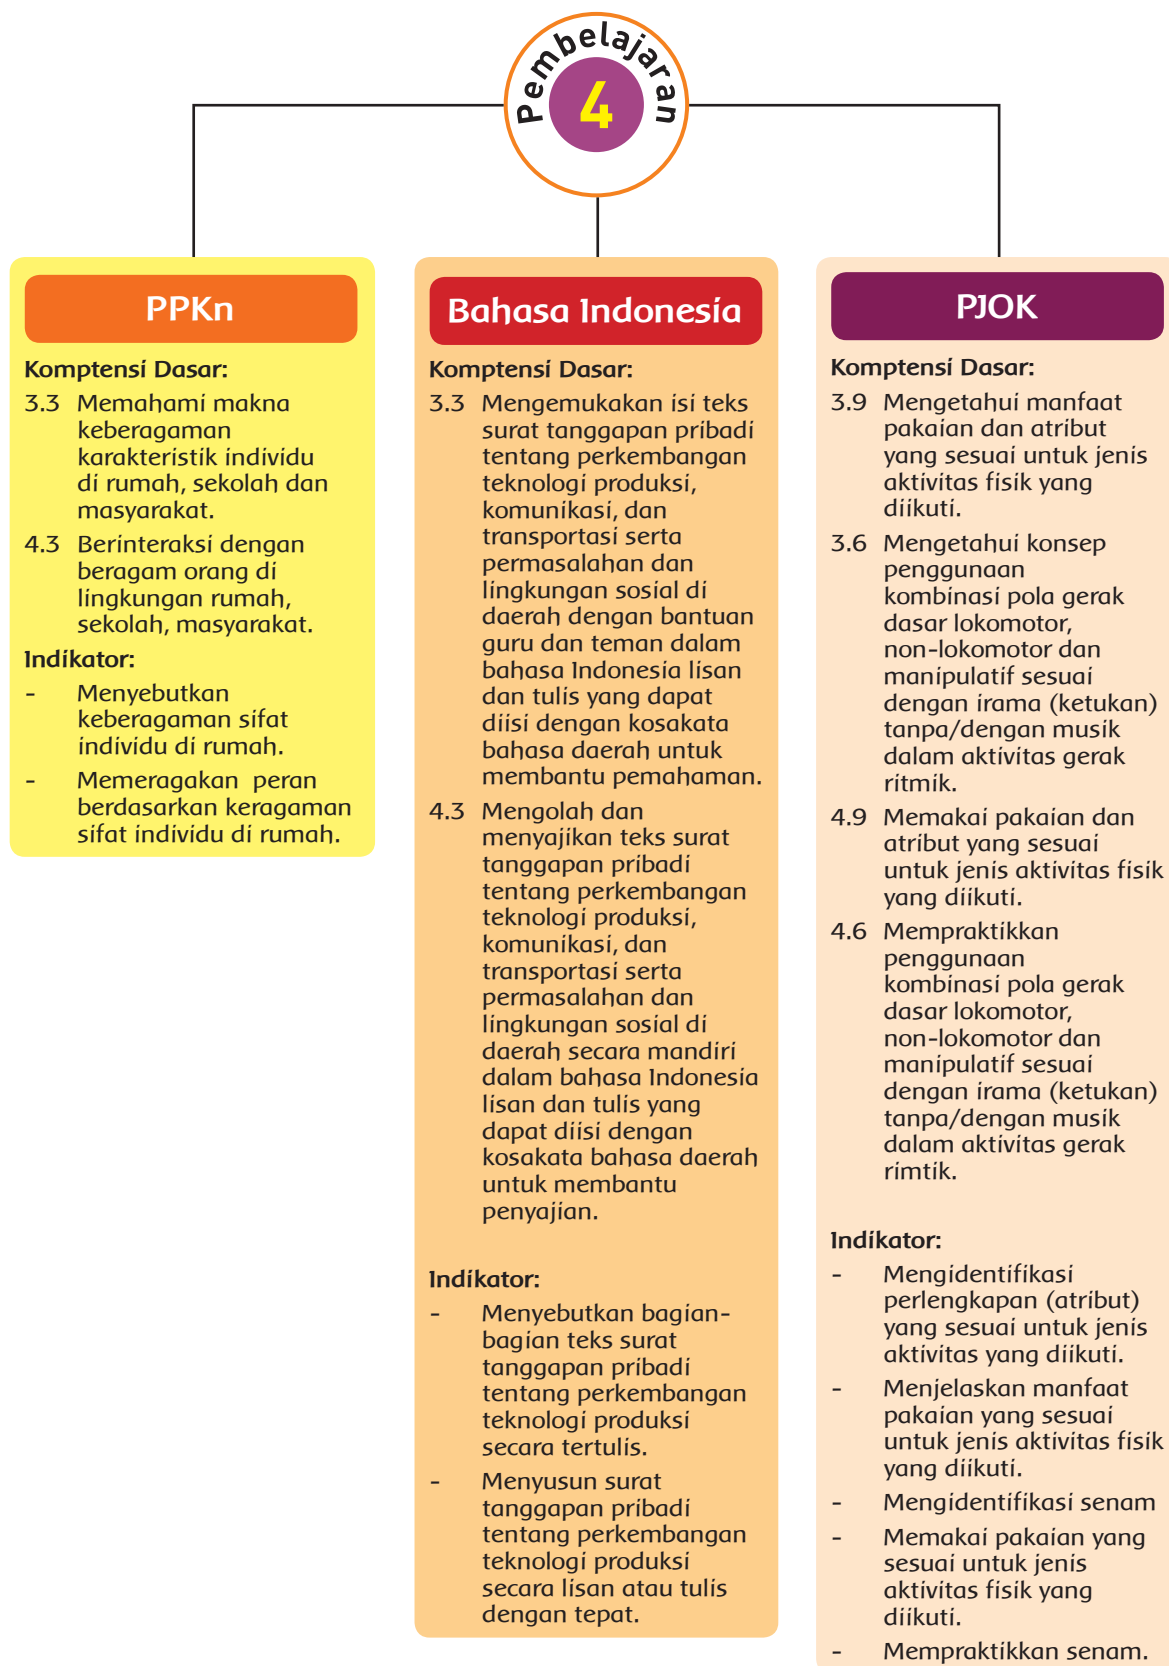 Pembelajaran
4
PPKn
Komptensi Dasar:
3.3 Memahami makna
keberagaman
karakteristik individu
di rumah, sekolah dan
masyarakat.
4.3 Berinteraksi dengan
beragam orang di
lingkungan rumah,
sekolah, masyarakat.
Indikator:
- Menyebutkan
keberagaman sifat
individu di rumah.
- Memeragakan peran
berdasarkan keragaman
sifat individu di rumah.
Bahasa Indonesia
Komptensi Dasar:
3.3 Mengemukakan isi teks
surat tanggapan pribadi
tentang perkembangan
teknologi produksi,
komunikasi, dan
transportasi serta
permasalahan dan
lingkungan sosial di
daerah dengan bantuan
guru dan teman dalam
bahasa Indonesia lisan
dan tulis yang dapat
diisi dengan kosakata
bahasa daerah untuk
membantu pemahaman.
4.3 Mengolah dan
menyajikan teks surat
tanggapan pribadi
tentang perkembangan
teknologi produksi,
komunikasi, dan
transportasi serta
permasalahan dan
lingkungan sosial di
daerah secara mandiri
dalam bahasa Indonesia
lisan dan tulis yang
dapat diisi dengan
kosakata bahasa daerah
untuk membantu
penyajian.
Indikator:
- Menyebutkan bagian-
bagian teks surat
tanggapan pribadi
tentang perkembangan
teknologi produksi
secara tertulis.
- Menyusun surat
tanggapan pribadi
tentang perkembangan
teknologi produksi
secara lisan atau tulis
dengan tepat.
PJOK
Komptensi Dasar:
3.9 Mengetahui manfaat
pakaian dan atribut
yang sesuai untuk jenis
aktivitas fisik yang
diikuti.
3.6 Mengetahui konsep
penggunaan
kombinasi pola gerak
dasar lokomotor,
non-lokomotor dan
manipulatif sesuai
dengan irama (ketukan)
tanpa/dengan musik
dalam aktivitas gerak
ritmik.
4.9 Memakai pakaian dan
atribut yang sesuai
untuk jenis aktivitas fisik
yang diikuti.
4.6 Mempraktikkan
penggunaan
kombinasi pola gerak
dasar lokomotor,
non-lokomotor dan
manipulatif sesuai
dengan irama (ketukan)
tanpa/dengan musik
dalam aktivitas gerak
rimtik.
Indikator:
- Mengidentifikasi
perlengkapan (atribut)
yang sesuai untuk jenis
aktivitas yang diikuti.
- Menjelaskan manfaat
pakaian yang sesuai
untuk jenis aktivitas fisik
yang diikuti.
- Mengidentifikasi senam
- Memakai pakaian yang
sesuai untuk jenis
aktivitas fisik yang
diikuti.
- Mempraktikkan senam.